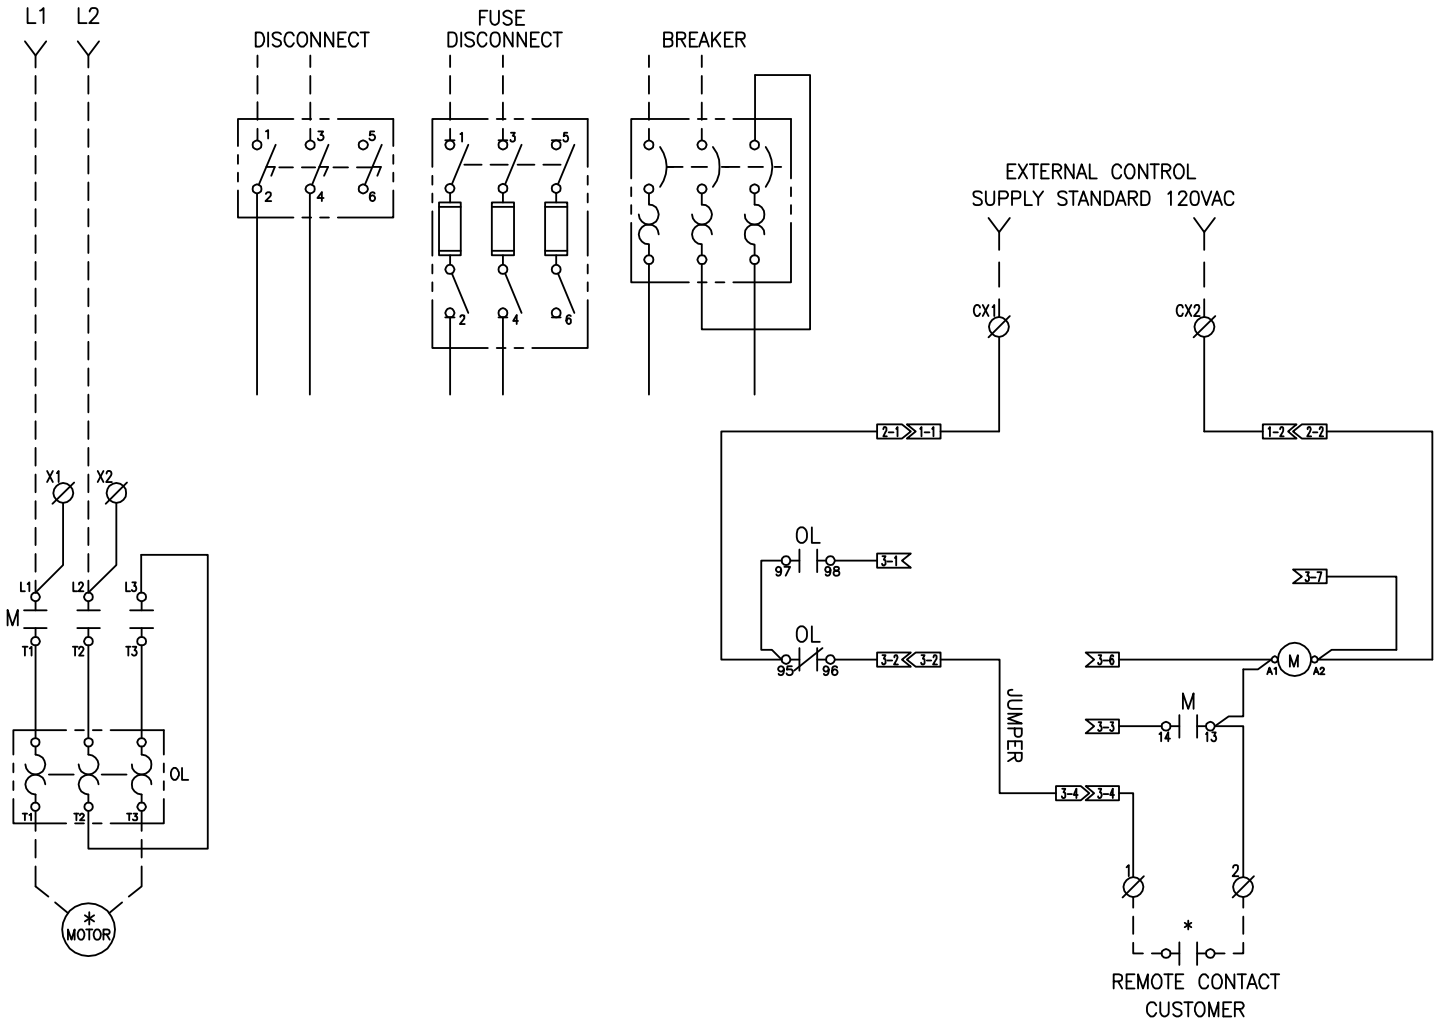 L1 L2
DISCONNECT
FUSE
DISCONNECT
BREAKER
1 3 5
2 4 6
1 3 5
2 4 6
EXTERNAL CONTROL
SUPPLY STANDARD 120VAC
CX1 CX2
2-1 1-1 1-2 2-2
X1 X2
OL
97 98 3-1
3-7
L1 L2 L3
M
T1 T2 T3
OL
95 96 3-2 3-2
3-6 M
A1 A2
JUMPER
M
3-3 14 13
OL
T1 T2 T3
3-4 3-4
1 2
*
MOTOR
*
REMOTE CONTACT
CUSTOMER